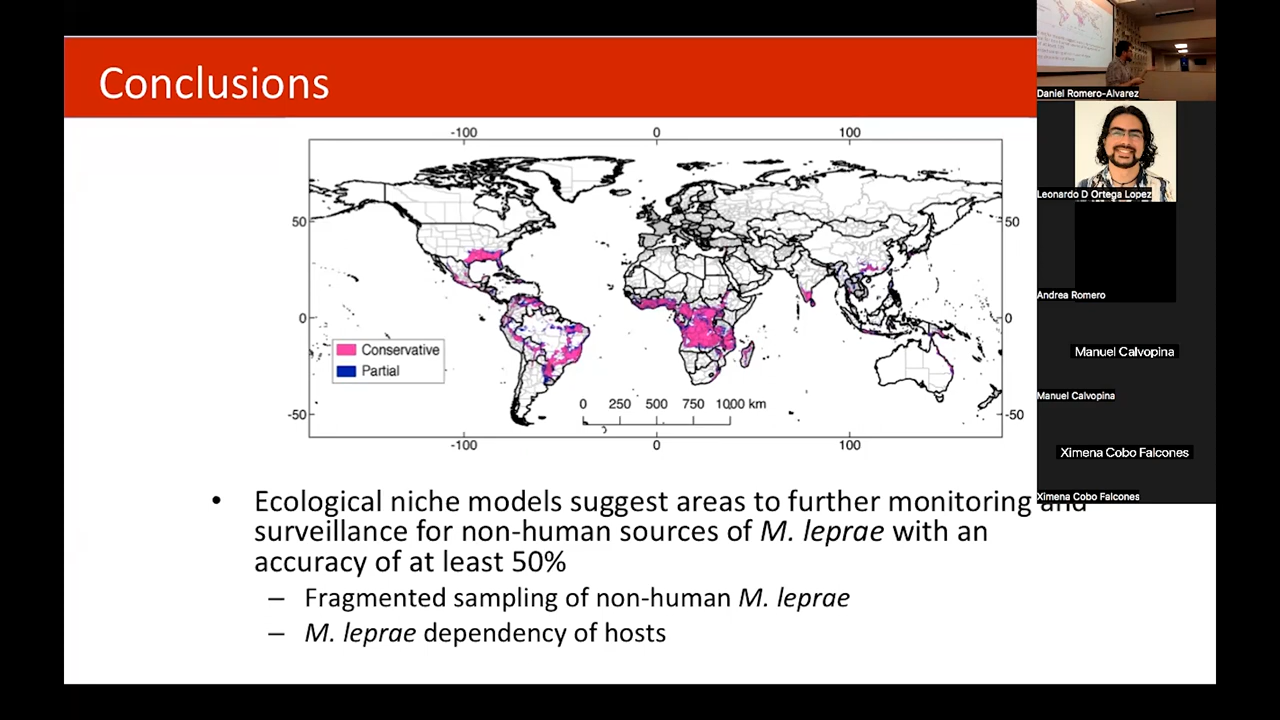 Conclusions
-100 0 100
50 50
0 0
-50 -50
Conservative
Partial
0 250 500 750 1000 km
-100 0 100
• Ecological niche models suggest areas to further monitoring and
surveillance for non-human sources of M. leprae with an
accuracy of at least 50%
– Fragmented sampling of non-human M. leprae
– M. leprae dependency of hosts
Daniel Romero-Alvarez
Leonardo D Ortega Lopez
Andrea Romero
Manuel Calvopina
Manuel Calvopina
Ximena Cobo Falcones
Ximena Cobo Falcones